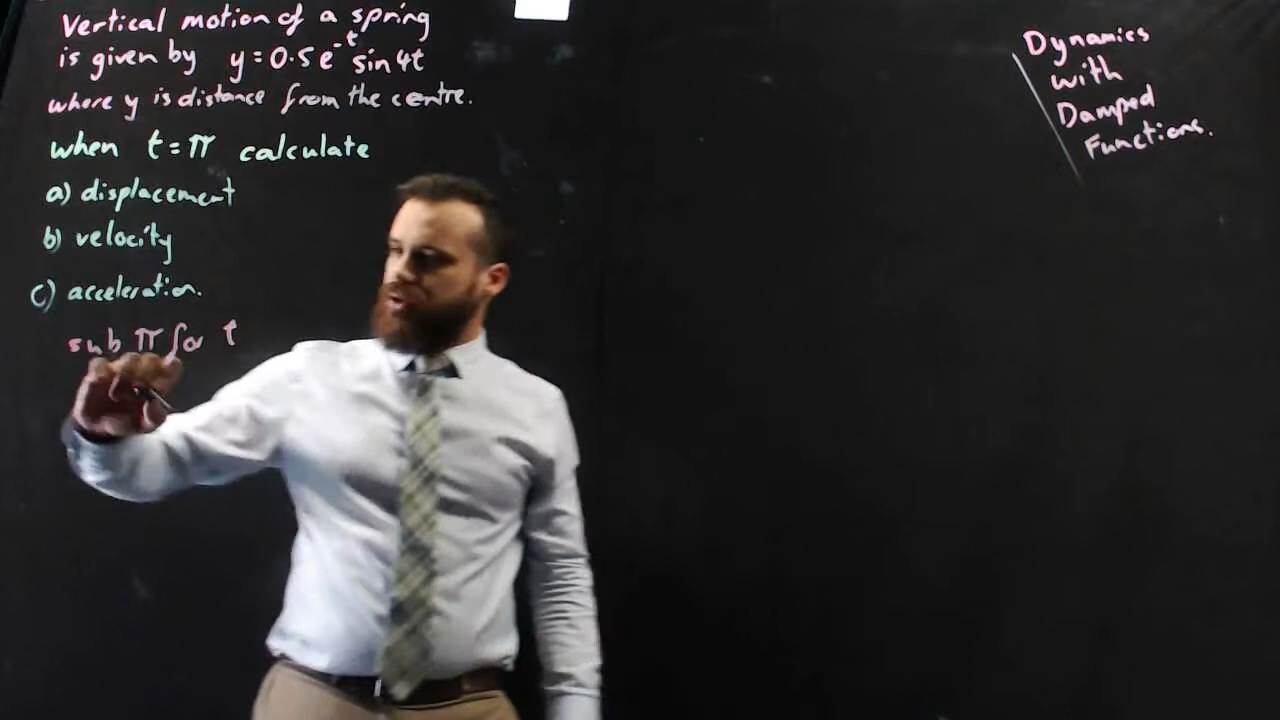 Vertical motion of a spring
is given by y = 0.5e^-t sin 4t
where y is distance from the centre.
when t = π calculate
a) displacement
b) velocity
c) acceleration.
sub π for t
Dynamics
with
Damped
Functions.